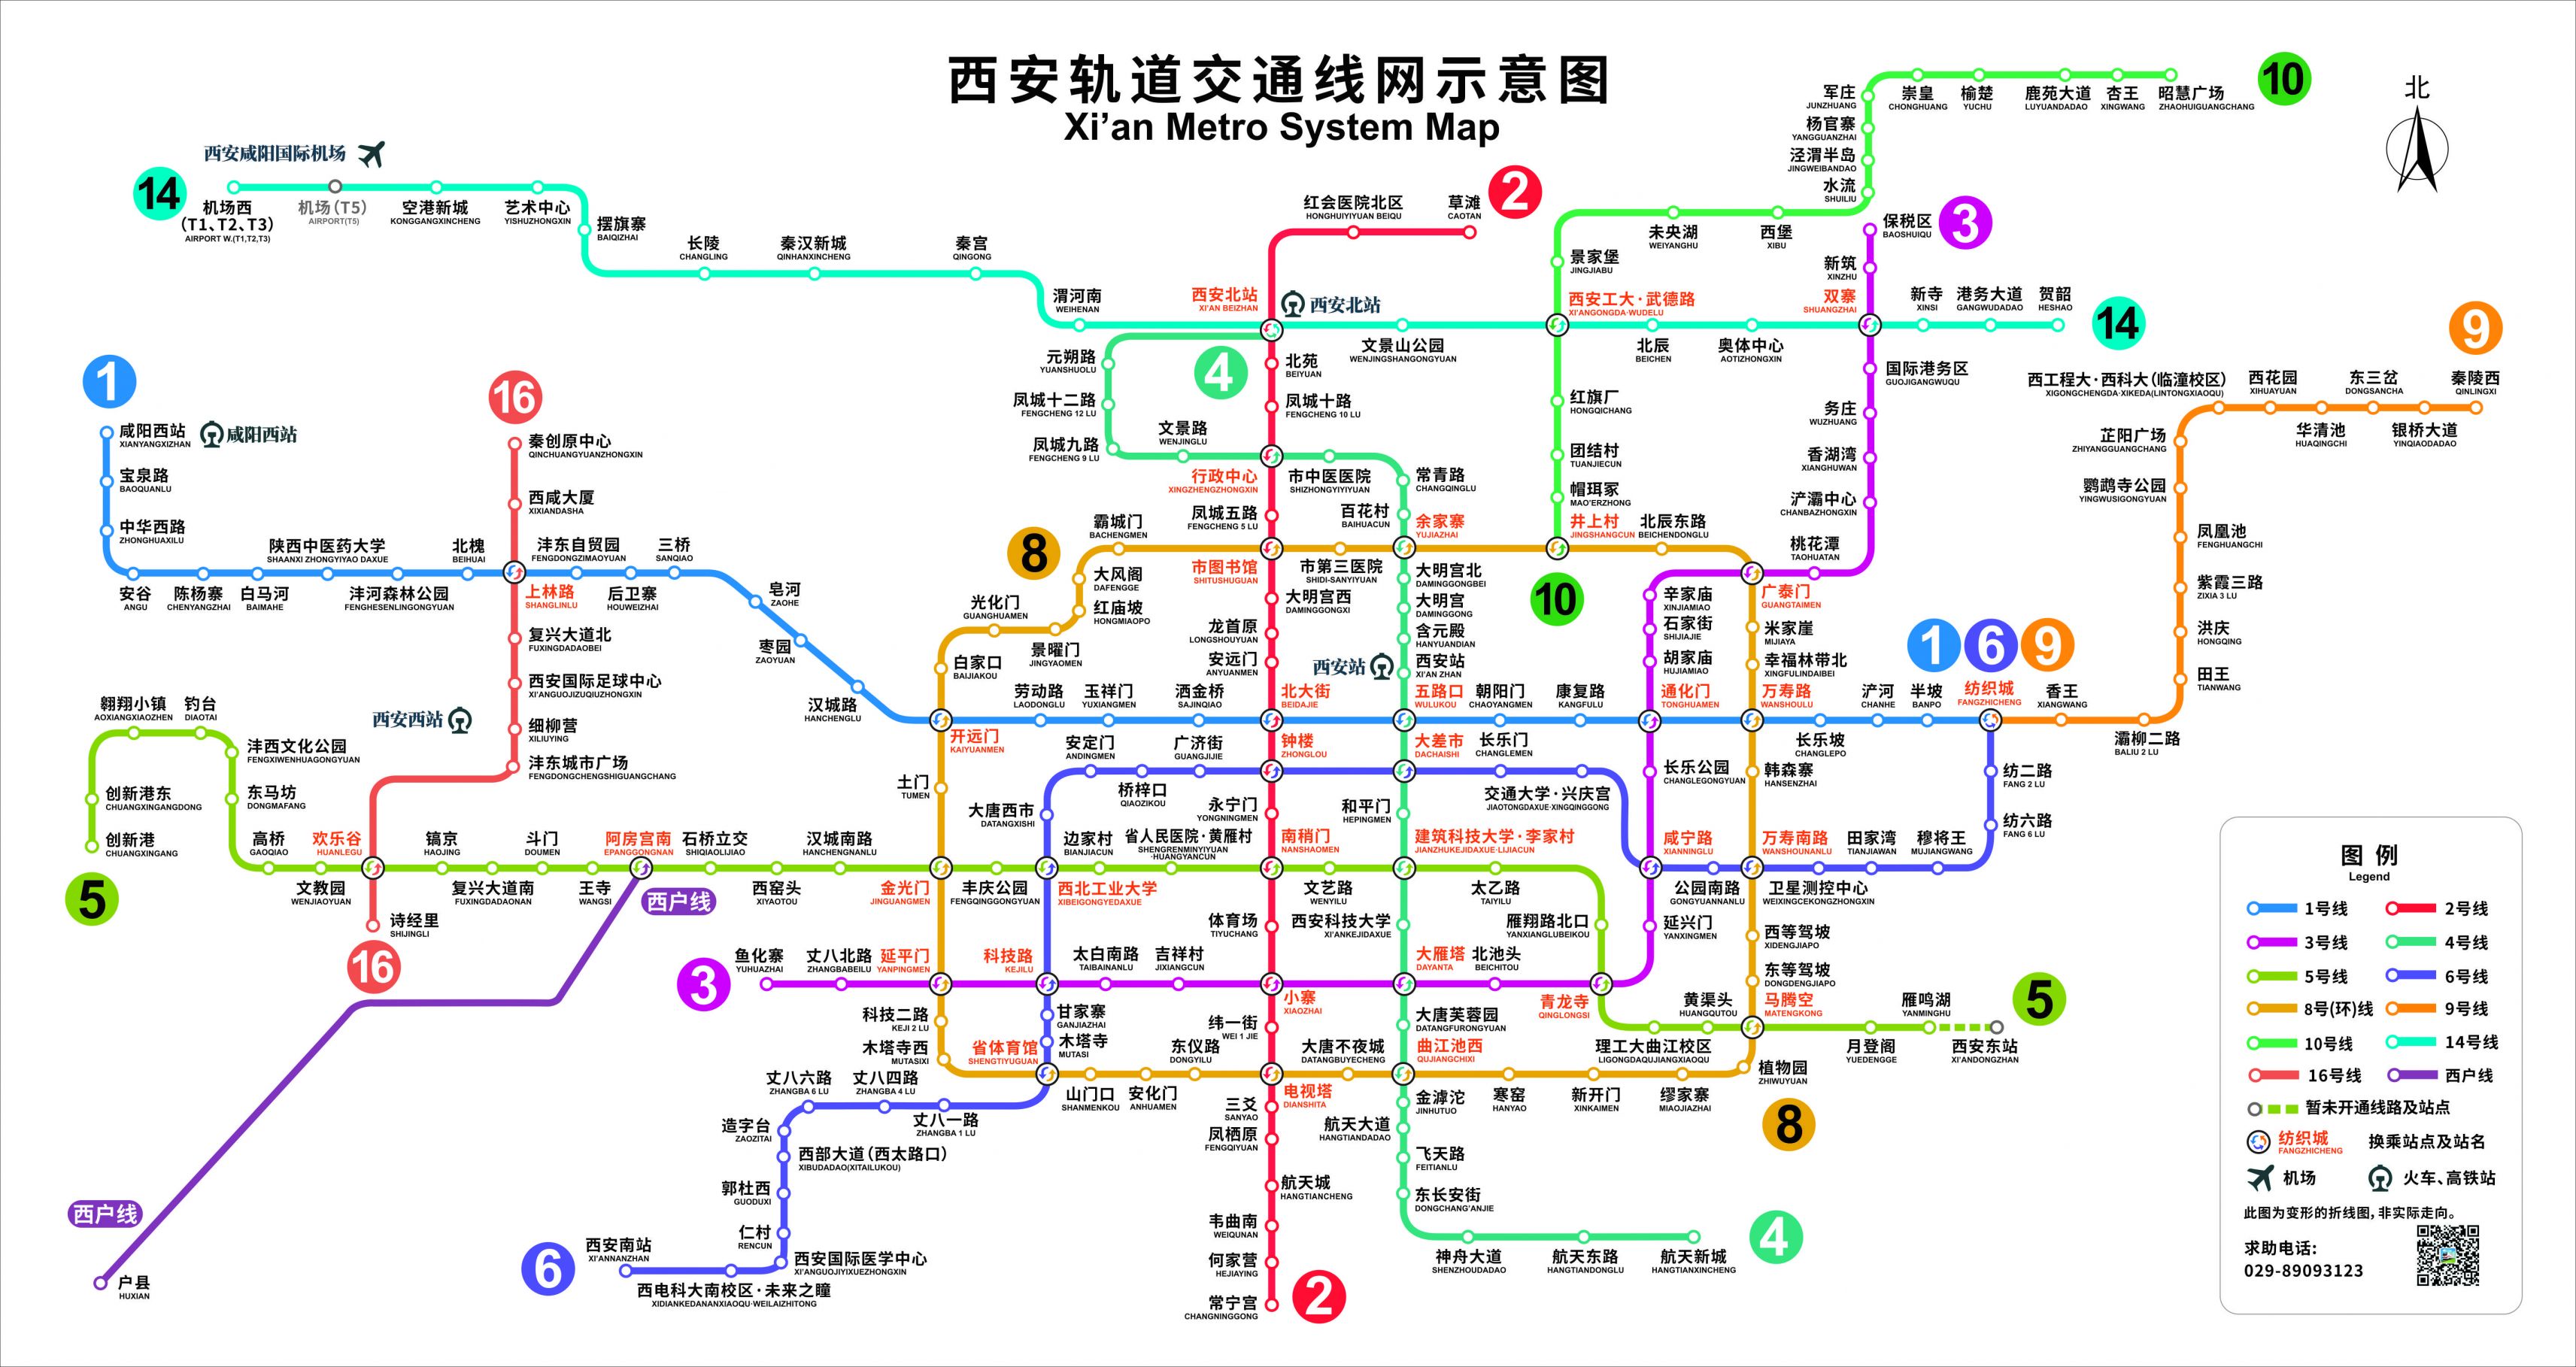 西安轨道交通线网示意图
Xi’an Metro System Map
北
14
西安咸阳国际机场
机场西
(T1、T2、T3)
AIRPORT W.(T1,T2,T3)
机场(T5)
AIRPORT(T5)
空港新城
KONGGANGXINCHENG
艺术中心
YISHUZHONGXIN
摆旗寨
BAIQIZHAI
长陵
CHANGLING
秦汉新城
QINHANXINCHENG
秦宫
QINGONG
渭河南
WEIHENAN
西安北站
XI'AN BEIZHAN
西安北站
文景山公园
WENJINGSHANGONGYUAN
西安工大·武德路
XI'ANGONGDA·WUDELU
北辰
BEICHEN
奥体中心
AOTIZHONGXIN
双寨
SHUANGZHAI
新寺
XINSI
港务大道
GANGWUDADAO
贺韶
HESHAO
14
10
昭慧广场
ZHAOHUIGUANGCHANG
杏王
XINGWANG
鹿苑大道
LUYUANDADAO
榆楚
YUCHU
崇皇
CHONGHUANG
军庄
JUNZHUANG
杨官寨
YANGGUANZHAI
泾渭半岛
JINGWEIBANDAO
水流
SHUILIU
西堡
XIBU
未央湖
WEIYANGHU
景家堡
JINGJIABU
红旗厂
HONGQICHANG
团结村
TUANJIECUN
帽珥冢
MAO'ERZHONG
井上村
JINGSHANGCUN
10
2
草滩
CAOTAN
红会医院北区
HONGHUIYIYUAN BEIQU
北苑
BEIYUAN
凤城十路
FENGCHENG 10 LU
行政中心
XINGZHENGZHONGXIN
凤城五路
FENGCHENG 5 LU
市图书馆
SHITUSHUGUAN
大明宫西
DAMINGGONGXI
龙首原
LONGSHOUYUAN
安远门
ANYUANMEN
北大街
BEIDAJIE
钟楼
ZHONGLOU
永宁门
YONGNINGMEN
南稍门
NANSHAOMEN
体育场
TIYUCHANG
小寨
XIAOZHAI
纬一街
WEI 1 JIE
电视塔
DIANSHITA
三爻
SANYAO
凤栖原
FENGQIYUAN
航天城
HANGTIANCHENG
韦曲南
WEIQUNAN
何家营
HEJIAYING
常宁宫
CHANGNINGGONG
2
4
元朔路
YUANSHUOLU
凤城十二路
FENGCHENG 12 LU
凤城九路
FENGCHENG 9 LU
文景路
WENJINGLU
市中医医院
SHIZHONGYIYIYUAN
常青路
CHANGQINGLU
百花村
BAIHUACUN
余家寨
YUJIAZHAI
大明宫北
DAMINGGONGBEI
大明宫
DAMINGGONG
含元殿
HANYUANDIAN
西安站
西安站
XI'AN ZHAN
五路口
WULUKOU
大差市
DACHAISHI
和平门
HEPINGMEN
建筑科技大学·李家村
JIANZHUKEJIDAXUE·LIJIACUN
西安科技大学
XI'ANKEJIDAXUE
大雁塔
DAYANTA
大唐芙蓉园
DATANGFURONGYUAN
曲江池西
QUJIANGCHIXI
金滹沱
JINHUTUO
航天大道
HANGTIANDADAO
飞天路
FEITIANLU
东长安街
DONGCHANG'ANJIE
神舟大道
SHENZHOUDADAO
航天东路
HANGTIANDONGLU
航天新城
HANGTIANXINCHENG
4
3
保税区
BAOSHUIQU
新筑
XINZHU
国际港务区
GUOJIGANGWUQU
务庄
WUZHUANG
香湖湾
XIANGHUWAN
浐灞中心
CHANBAZHONGXIN
桃花潭
TAOHUATAN
广泰门
GUANGTAIMEN
辛家庙
XINJIAMIAO
石家街
SHIJIAJIE
胡家庙
HUJIAMIAO
通化门
TONGHUAMEN
长乐公园
CHANGLEGONGYUAN
咸宁路
XIANNINGLU
延兴门
YANXINGMEN
青龙寺
QINGLONGSI
北池头
BEICHITOU
吉祥村
JIXIANGCUN
太白南路
TAIBAINANLU
科技路
KEJILU
延平门
YANPINGMEN
丈八北路
ZHANGBABEILU
鱼化寨
YUHUAZHAI
3
1
咸阳西站
XIANYANGXIZHAN
咸阳西站
宝泉路
BAOQUANLU
中华西路
ZHONGHUAXILU
安谷
ANGU
陈杨寨
CHENYANGZHAI
白马河
BAIMAHE
陕西中医药大学
SHAANXI ZHONGYIYAO DAXUE
沣河森林公园
FENGHESENLINGONGYUAN
北槐
BEIHUAI
上林路
SHANGLINLU
沣东自贸园
FENGDONGZIMAOYUAN
后卫寨
HOUWEIZHAI
三桥
SANQIAO
皂河
ZAOHE
枣园
ZAOYUAN
汉城路
HANCHENGLU
开远门
KAIYUANMEN
劳动路
LAODONGLU
玉祥门
YUXIANGMEN
洒金桥
SAJINQIAO
朝阳门
CHAOYANGMEN
康复路
KANGFULU
万寿路
WANSHOULU
长乐坡
CHANGLEPO
浐河
CHANHE
半坡
BANPO
纺织城
FANGZHICHENG
1
6
9
香王
XIANGWANG
灞柳二路
BALIU 2 LU
田王
TIANWANG
洪庆
HONGQING
紫霞三路
ZIXIA 3 LU
凤凰池
FENGHUANGCHI
鹦鹉寺公园
YINGWUSIGONGYUAN
芷阳广场
ZHIYANGGUANGCHANG
西工程大·西科大(临潼校区)
XIGONGCHENGDA·XIKEDA(LINTONGXIAOQU)
西花园
XIHUAYUAN
华清池
HUAQINGCHI
东三岔
DONGSANCHA
银桥大道
YINQIAODADAO
秦陵西
QINLINGXI
9
16
秦创原中心
QINCHUANGYUANZHONGXIN
西咸大厦
XIXIANDASHA
复兴大道北
FUXINGDADAOBEI
西安国际足球中心
XI'ANGUOJIZUQIUZHONGXIN
细柳营
XILIUYING
西安西站
沣东城市广场
FENGDONGCHENGSHIGUANGCHANG
欢乐谷
HUANLEGU
诗经里
SHIJINGLI
16
8
霸城门
BACHENGMEN
大风阁
DAFENGGE
红庙坡
HONGMIAOPO
景曜门
JINGYAOMEN
光化门
GUANGHUAMEN
白家口
BAIJIAKOU
土门
TUMEN
金光门
JINGUANGMEN
科技二路
KEJI 2 LU
木塔寺西
MUTASIXI
省体育馆
SHENGTIYUGUAN
山门口
SHANMENKOU
安化门
ANHUAMEN
东仪路
DONGYILU
大唐不夜城
DATANGBUYECHENG
寒窑
HANYAO
新开门
XINKAIMEN
缪家寨
MIAOJIAZHAI
植物园
ZHIWUYUAN
8
马腾空
MATENGKONG
东等驾坡
DONGDENGJIAPO
西等驾坡
XIDENGJIAPO
万寿南路
WANSHOUNANLU
韩森寨
HANSENZHAI
幸福林带北
XINGFULINDAIBEI
米家崖
MIJIAYA
北辰东路
BEICHENDONGLU
市第三医院
SHIDI-SANYIYUAN
5
创新港
CHUANGXINGANG
创新港东
CHUANGXINGANGDONG
翱翔小镇
AOXIANGXIAOZHEN
钓台
DIAOTAI
沣西文化公园
FENGXIWENHUAGONGYUAN
东马坊
DONGMAFANG
高桥
GAOQIAO
文教园
WENJIAOYUAN
镐京
HAOJING
复兴大道南
FUXINGDADAONAN
斗门
DOUMEN
王寺
WANGSI
阿房宫南
EPANGGONGNAN
石桥立交
SHIQIAOLIJIAO
西窑头
XIYAOTOU
汉城南路
HANCHENGNANLU
丰庆公园
FENGQINGGONGYUAN
西北工业大学
XIBEIGONGYEDAXUE
边家村
BIANJIACUN
省人民医院·黄雁村
SHENGRENMINYIYUAN
·HUANGYANCUN
文艺路
WENYILU
太乙路
TAIYILU
雁翔路北口
YANXIANGLUBEIKOU
理工大曲江校区
LIGONGDAQUJIANGXIAOQU
黄渠头
HUANGQUTOU
月登阁
YUEDENGGE
雁鸣湖
YANMINGHU
西安东站
XI'ANDONGZHAN
5
纺二路
FANG 2 LU
纺六路
FANG 6 LU
穆将王
MUJIANGWANG
田家湾
TIANJIAWAN
卫星测控中心
WEIXINGCEKONGZHONGXIN
公园南路
GONGYUANNANLU
交通大学·兴庆宫
JIAOTONGDAXUE·XINGQINGGONG
长乐门
CHANGLEMEN
广济街
GUANGJIJIE
桥梓口
QIAOZIKOU
安定门
ANDINGMEN
大唐西市
DATANGXISHI
甘家寨
GANJIAZHAI
木塔寺
MUTASI
丈八一路
ZHANGBA 1 LU
丈八四路
ZHANGBA 4 LU
丈八六路
ZHANGBA 6 LU
造字台
ZAOZITAI
西部大道(西太路口)
XIBUDADAO(XITAILUKOU)
郭杜西
GUODUXI
仁村
RENCUN
西安国际医学中心
XI'ANGUOJIYIXUEZHONGXIN
西电科大南校区·未来之瞳
XIDIANKEDANANXIAOQU·WEILAIZHITONG
西安南站
XI'ANNANZHAN
6
西户线
西户线
户县
HUXIAN
图例
Legend
1号线
2号线
3号线
4号线
5号线
6号线
8号(环)线
9号线
10号线
14号线
16号线
西户线
暂未开通线路及站点
纺织城
FANGZHICHENG
换乘站点及站名
机场
火车、高铁站
此图为变形的折线图,非实际走向。
求助电话:
029-89093123